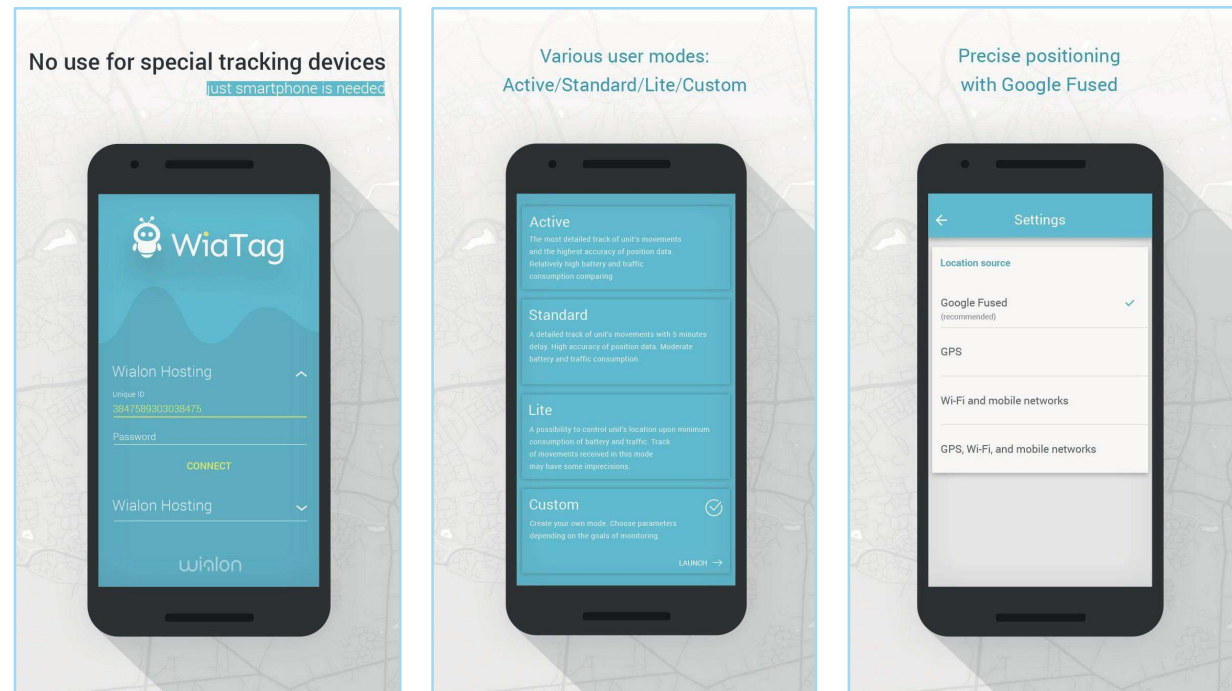 No use for special tracking devices
just smartphone is needed
WiaTag
Wialon Hosting
Unique ID
3847589303038475
Password
CONNECT
Wialon Hosting
wialon
Various user modes:
Active/Standard/Lite/Custom
Active
The most detailed track of unit's movements
and the highest accuracy of position data.
Relatively high battery and traffic
consumption comparing
Standard
A detailed track of unit's movements with 5 minutes
delay. High accuracy of position data. Moderate
battery and traffic consumption.
Lite
A possibility to control unit's location upon minimum
consumption of battery and traffic. Track
of movements received in this mode
may have some imprecisions.
Custom
Create your own mode. Choose parameters
depending on the goals of monitoring.
LAUNCH
Precise positioning
with Google Fused
Settings
Location source
Google Fused
(recommended)
GPS
Wi-Fi and mobile networks
GPS, Wi-Fi, and mobile networks